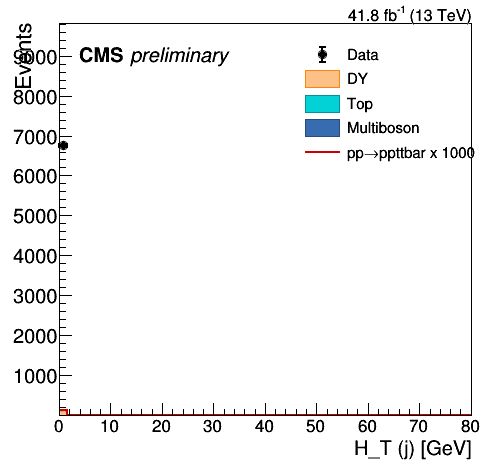 41.8 fb⁻¹ (13 TeV)
Events
CMS preliminary
Data
DY
Top
Multiboson
pp→ppttbar x 1000
9000
8000
7000
6000
5000
4000
3000
2000
1000
0 10 20 30 40 50 60 70 80
H_T (j) [GeV]